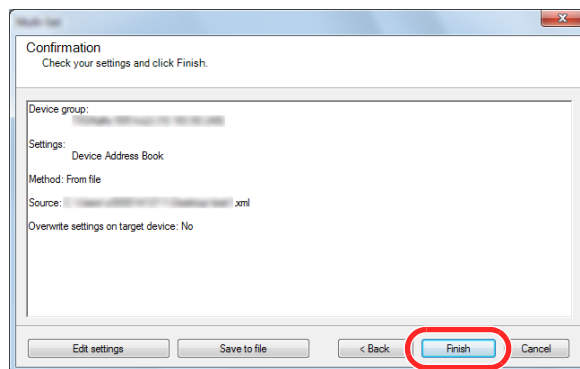 Confirmation
Check your settings and click Finish.
Device group:
Settings:
Device Address Book
Method: From file
Source: .xml
Overwrite settings on target device: No
Edit settings Save to file < Back Finish Cancel